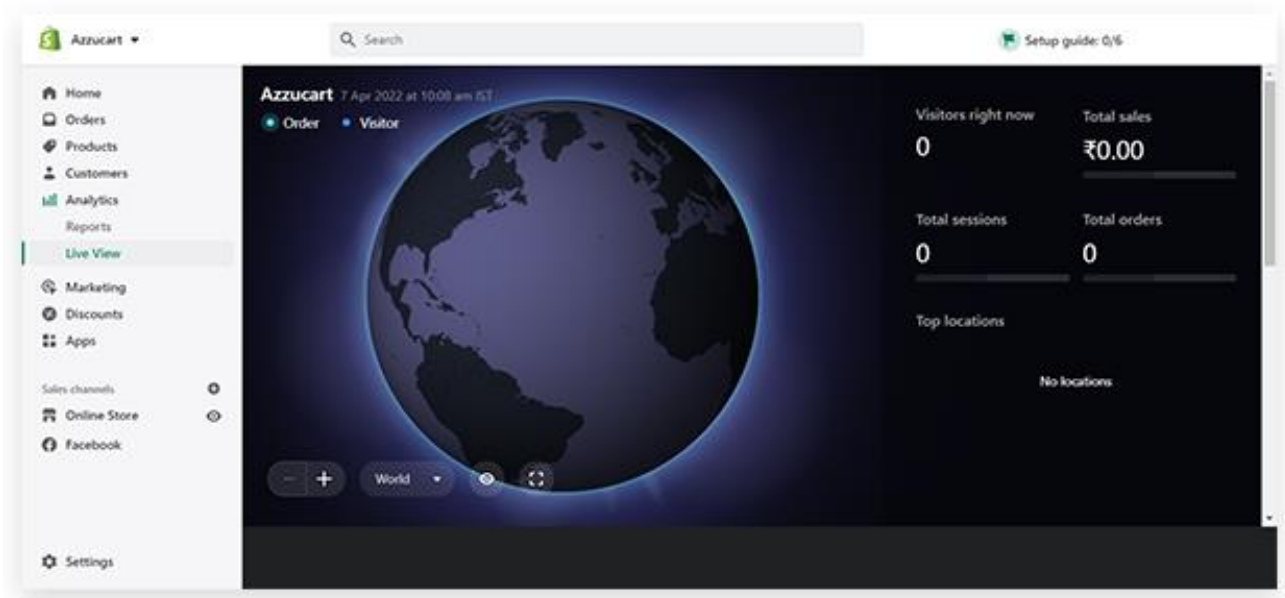 Azzucart
Search
Setup guide: 0/6
Home
Orders
Products
Customers
Analytics
Reports
Live View
Marketing
Discounts
Apps
Sales channels
Online Store
Facebook
Settings
Azzucart 7 Apr 2022 at 10:08 am IST
Order Visitor
World
Visitors right now
0
Total sales
₹0.00
Total sessions
0
Total orders
0
Top locations
No locations